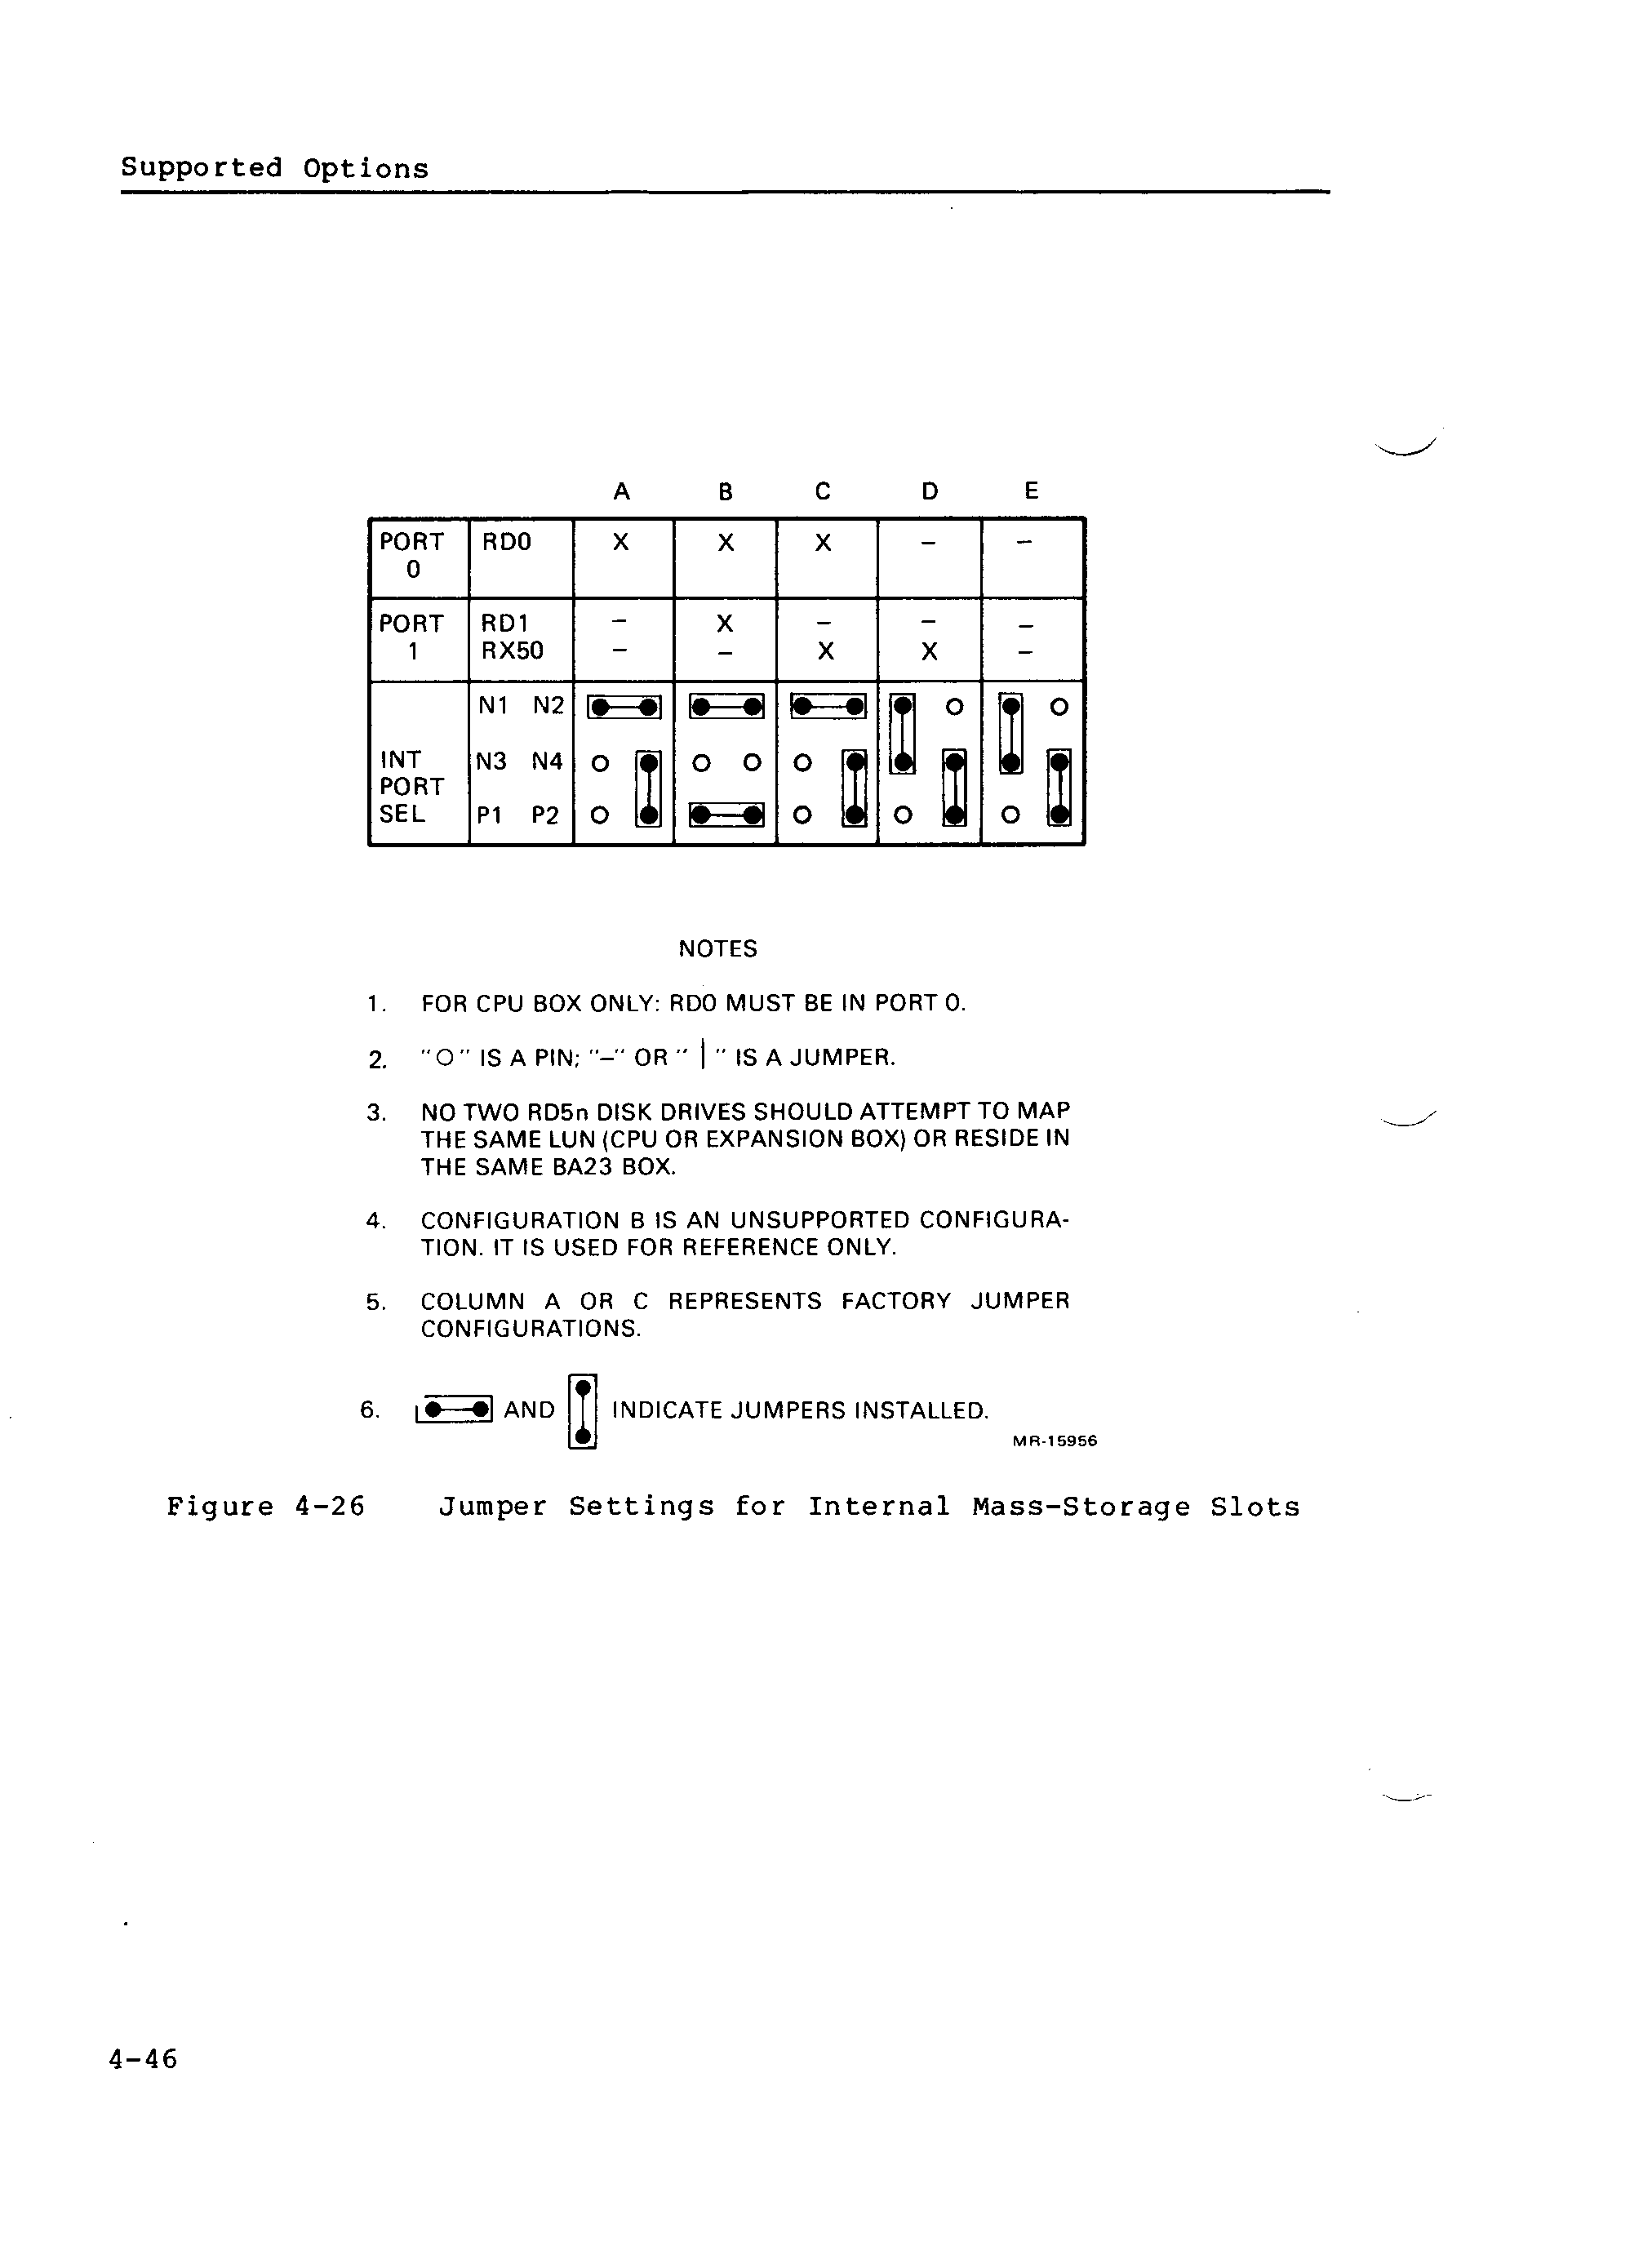 Supported Options
A B C D E
PORT RD0 X X X – –
0
PORT RD1 – X – – –
1 RX50 – – X X –
N1 N2
INT N3 N4
PORT
SEL P1 P2
NOTES
1. FOR CPU BOX ONLY: RD0 MUST BE IN PORT 0.
2. "O" IS A PIN; "–" OR "|" IS A JUMPER.
3. NO TWO RD5n DISK DRIVES SHOULD ATTEMPT TO MAP
THE SAME LUN (CPU OR EXPANSION BOX) OR RESIDE IN
THE SAME BA23 BOX.
4. CONFIGURATION B IS AN UNSUPPORTED CONFIGURA-
TION. IT IS USED FOR REFERENCE ONLY.
5. COLUMN A OR C REPRESENTS FACTORY JUMPER
CONFIGURATIONS.
6. AND INDICATE JUMPERS INSTALLED.
MR-15956
Figure 4-26 Jumper Settings for Internal Mass-Storage Slots
4-46